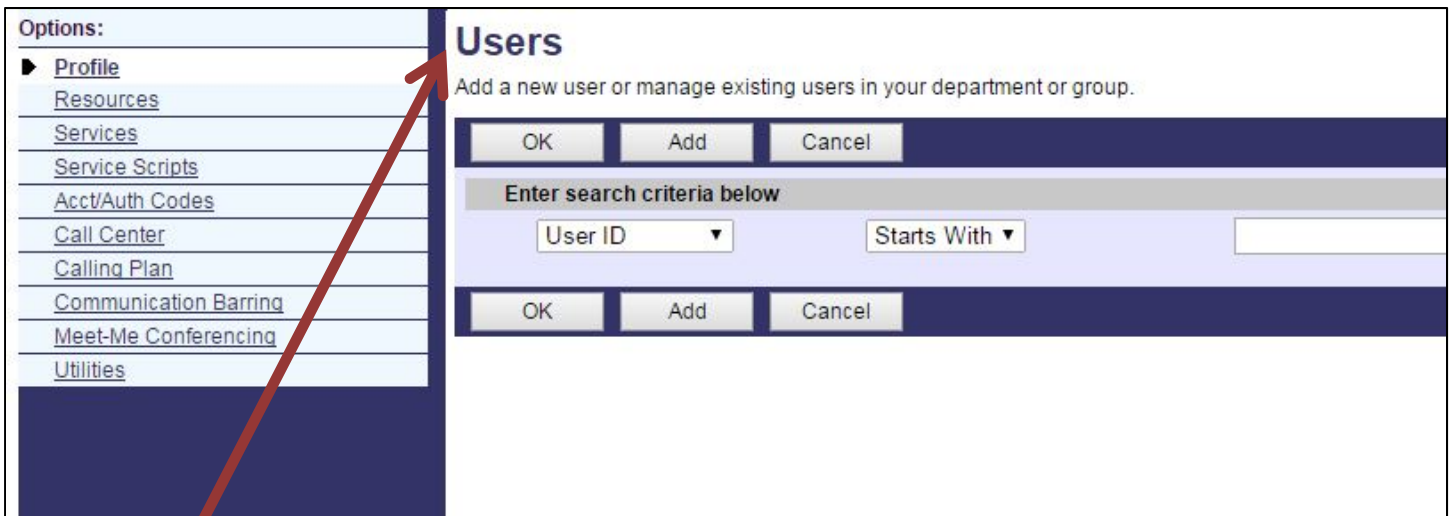 Options:
Profile
Resources
Services
Service Scripts
Acct/Auth Codes
Call Center
Calling Plan
Communication Barring
Meet-Me Conferencing
Utilities
Users
Add a new user or manage existing users in your department or group.
OK Add Cancel
Enter search criteria below
User ID Starts With
OK Add Cancel